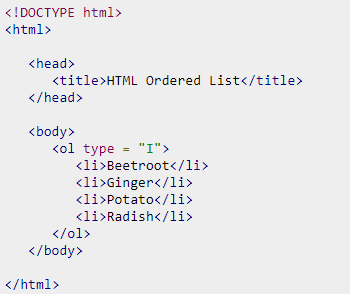 <!DOCTYPE html>
<html>
<head>
<title>HTML Ordered List</title>
</head>
<body>
<ol type = "I">
<li>Beetroot</li>
<li>Ginger</li>
<li>Potato</li>
<li>Radish</li>
</ol>
</body>
</html>